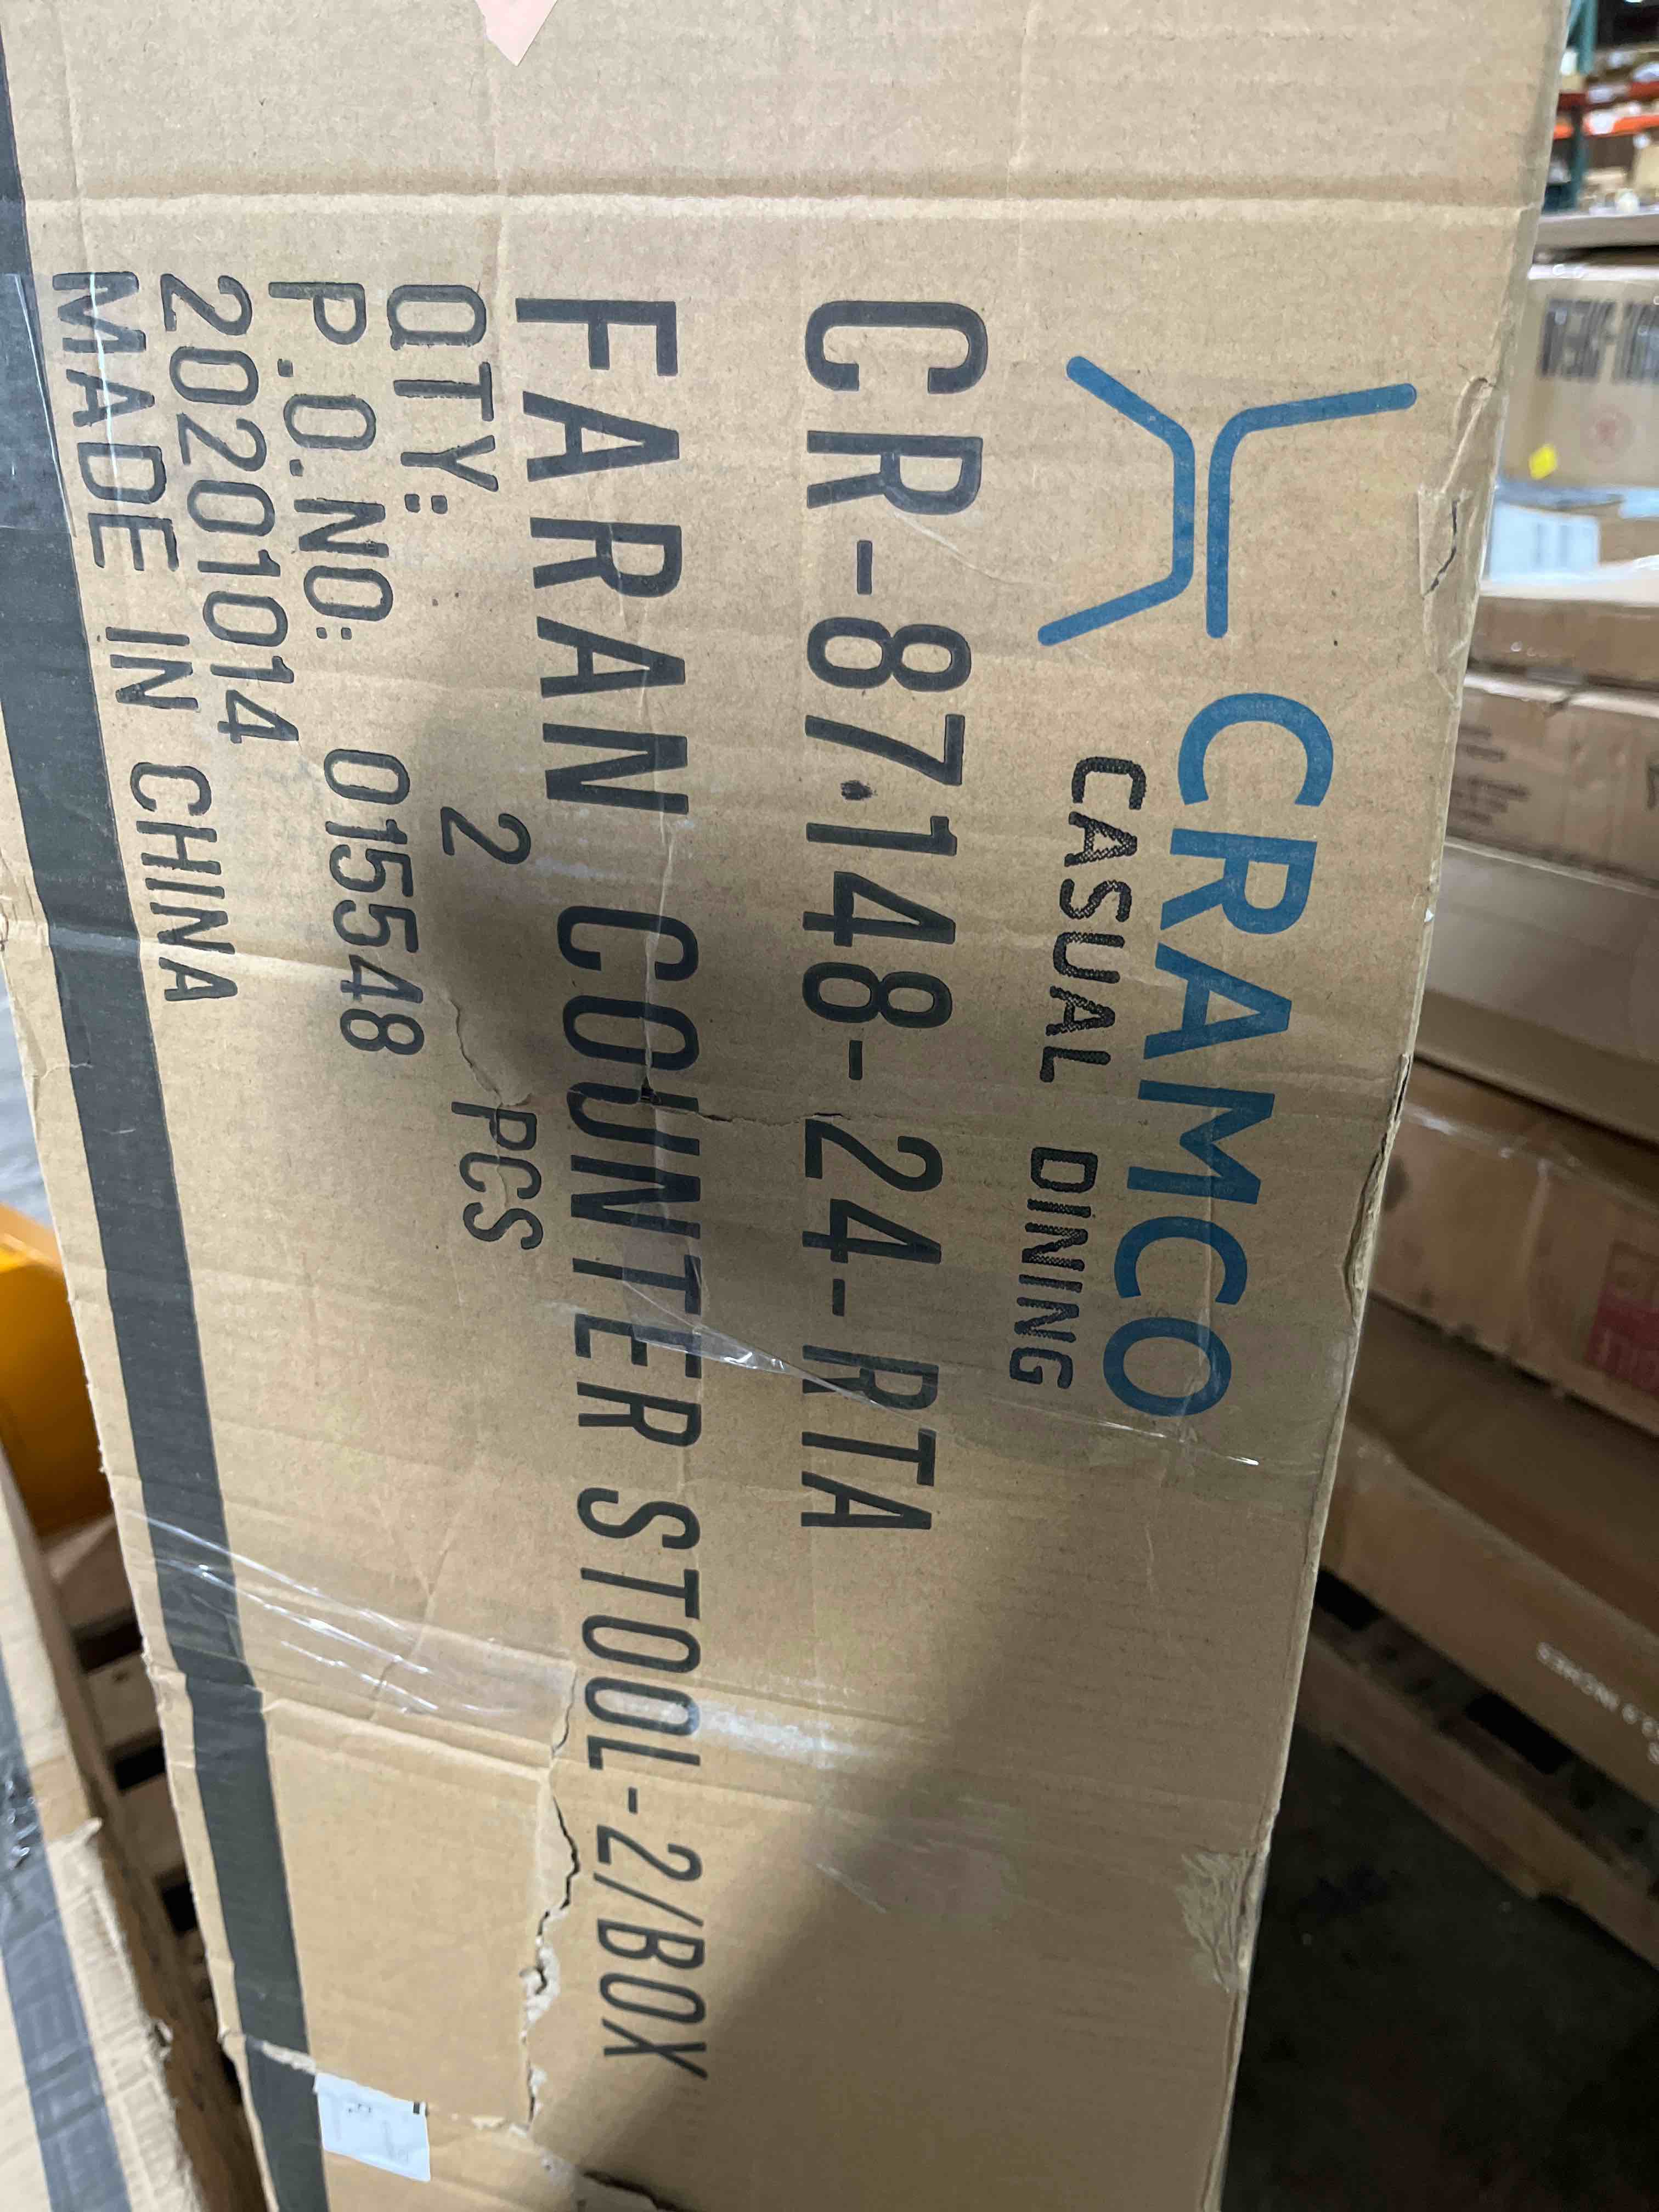 CRAMCO
CASUAL DINING
CR-87148-24-RTA
FARAN COUNTER STOOL-2/BOX
QTY: 2 PCS
P.O.NO: 015548
20201014
MADE IN CHINA
INCHES